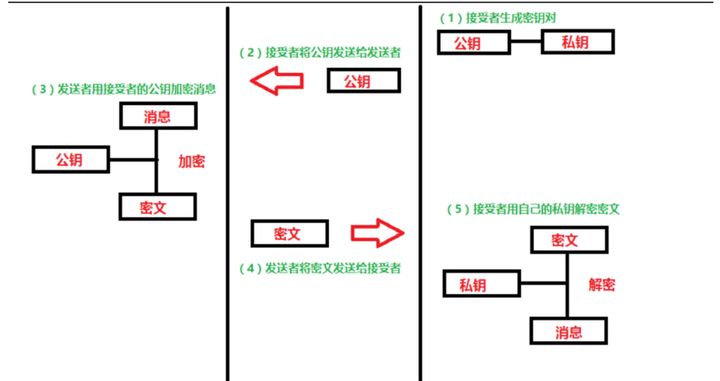 (1)接受者生成密钥对
公钥
私钥
(2)接受者将公钥发送给发送者
公钥
(3)发送者用接受者的公钥加密消息
消息
公钥
加密
密文
密文
(4)发送者将密文发送给接受者
(5)接受者用自己的私钥解密密文
密文
私钥
解密
消息